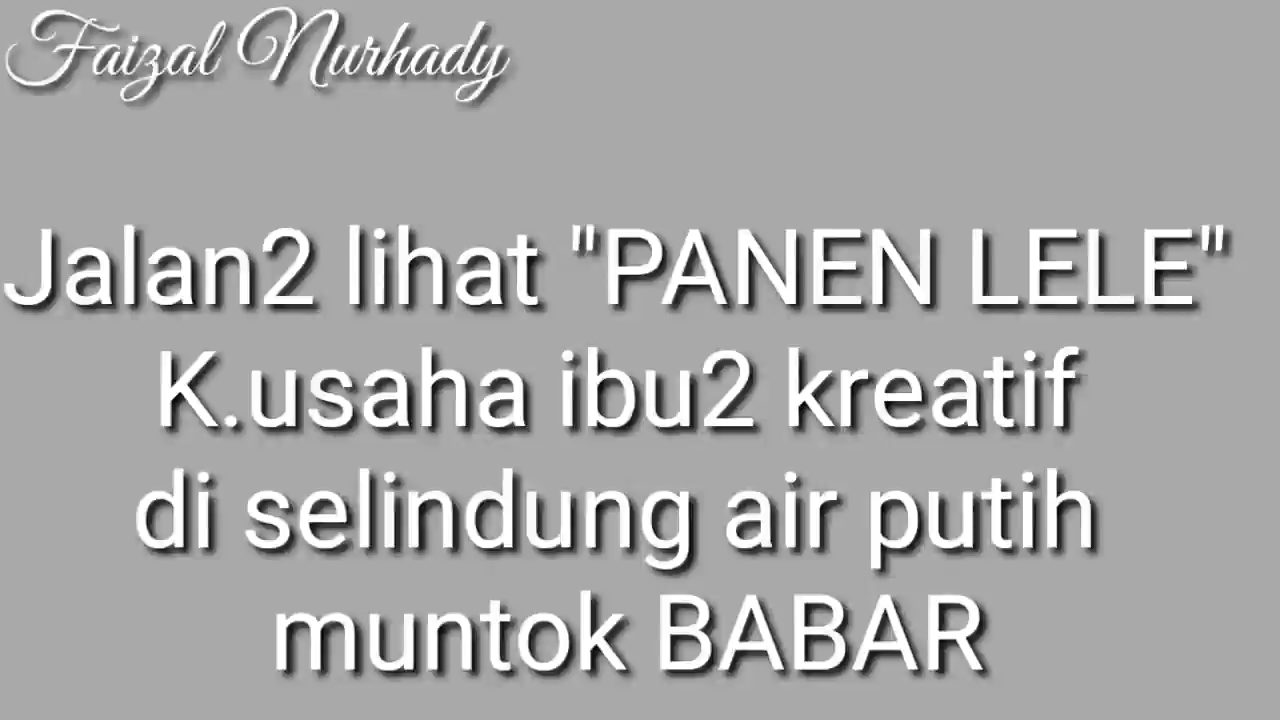 Faizal Nurhady
Jalan2 lihat "PANEN LELE"
K.usaha ibu2 kreatif
di selindung air putih
muntok BABAR